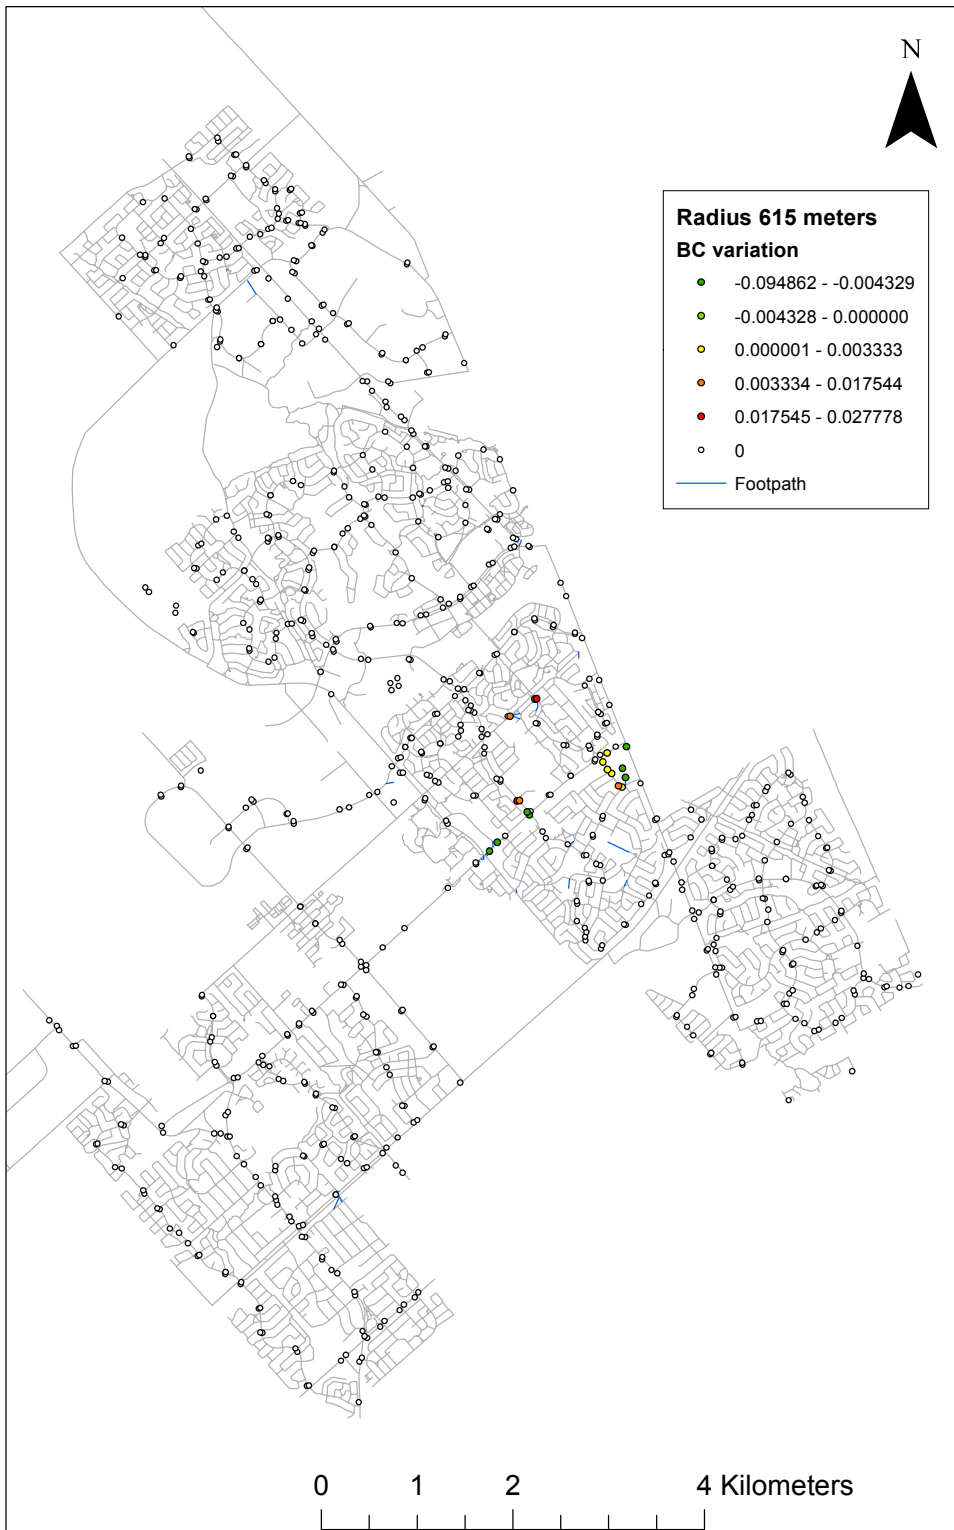 N
Radius 615 meters
BC variation
-0.094862 - -0.004329
-0.004328 - 0.000000
0.000001 - 0.003333
0.003334 - 0.017544
0.017545 - 0.027778
0
Footpath
0 1 2 4 Kilometers